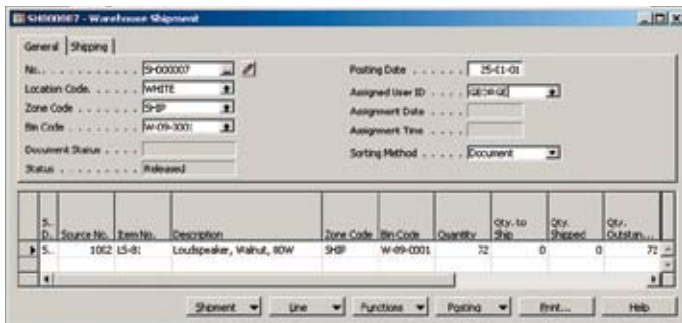 SH000007 - Warehouse Shipment
General Shipping
No. . . . . . . . . . . . . . SH000007
Location Code. . . . . . . WHITE
Zone Code . . . . . . . . SHIP
Bin Code . . . . . . . . . W-09-0001
Document Status . . . .
Status . . . . . . . . . . . Released
Posting Date . . . . . . 25-01-01
Assigned User ID . . . . GEORGE
Assignment Date . . . .
Assignment Time . . . .
Sorting Method . . . . . Document
S... D... Source No. Item No. Description Zone Code Bin Code Quantity Qty. to Ship Qty. Shipped Qty. Outstan...
S... 1002 LS-81 Loudspeaker, Walnut, 80W SHIP W-09-0001 72 0 0 72
Shipment Line Functions Posting Print... Help